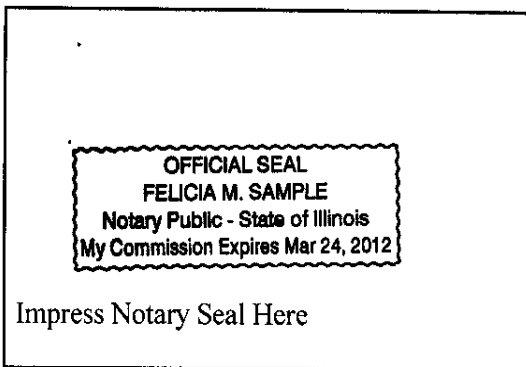 OFFICIAL SEAL
FELICIA M. SAMPLE
Notary Public - State of Illinois
My Commission Expires Mar 24, 2012
Impress Notary Seal Here